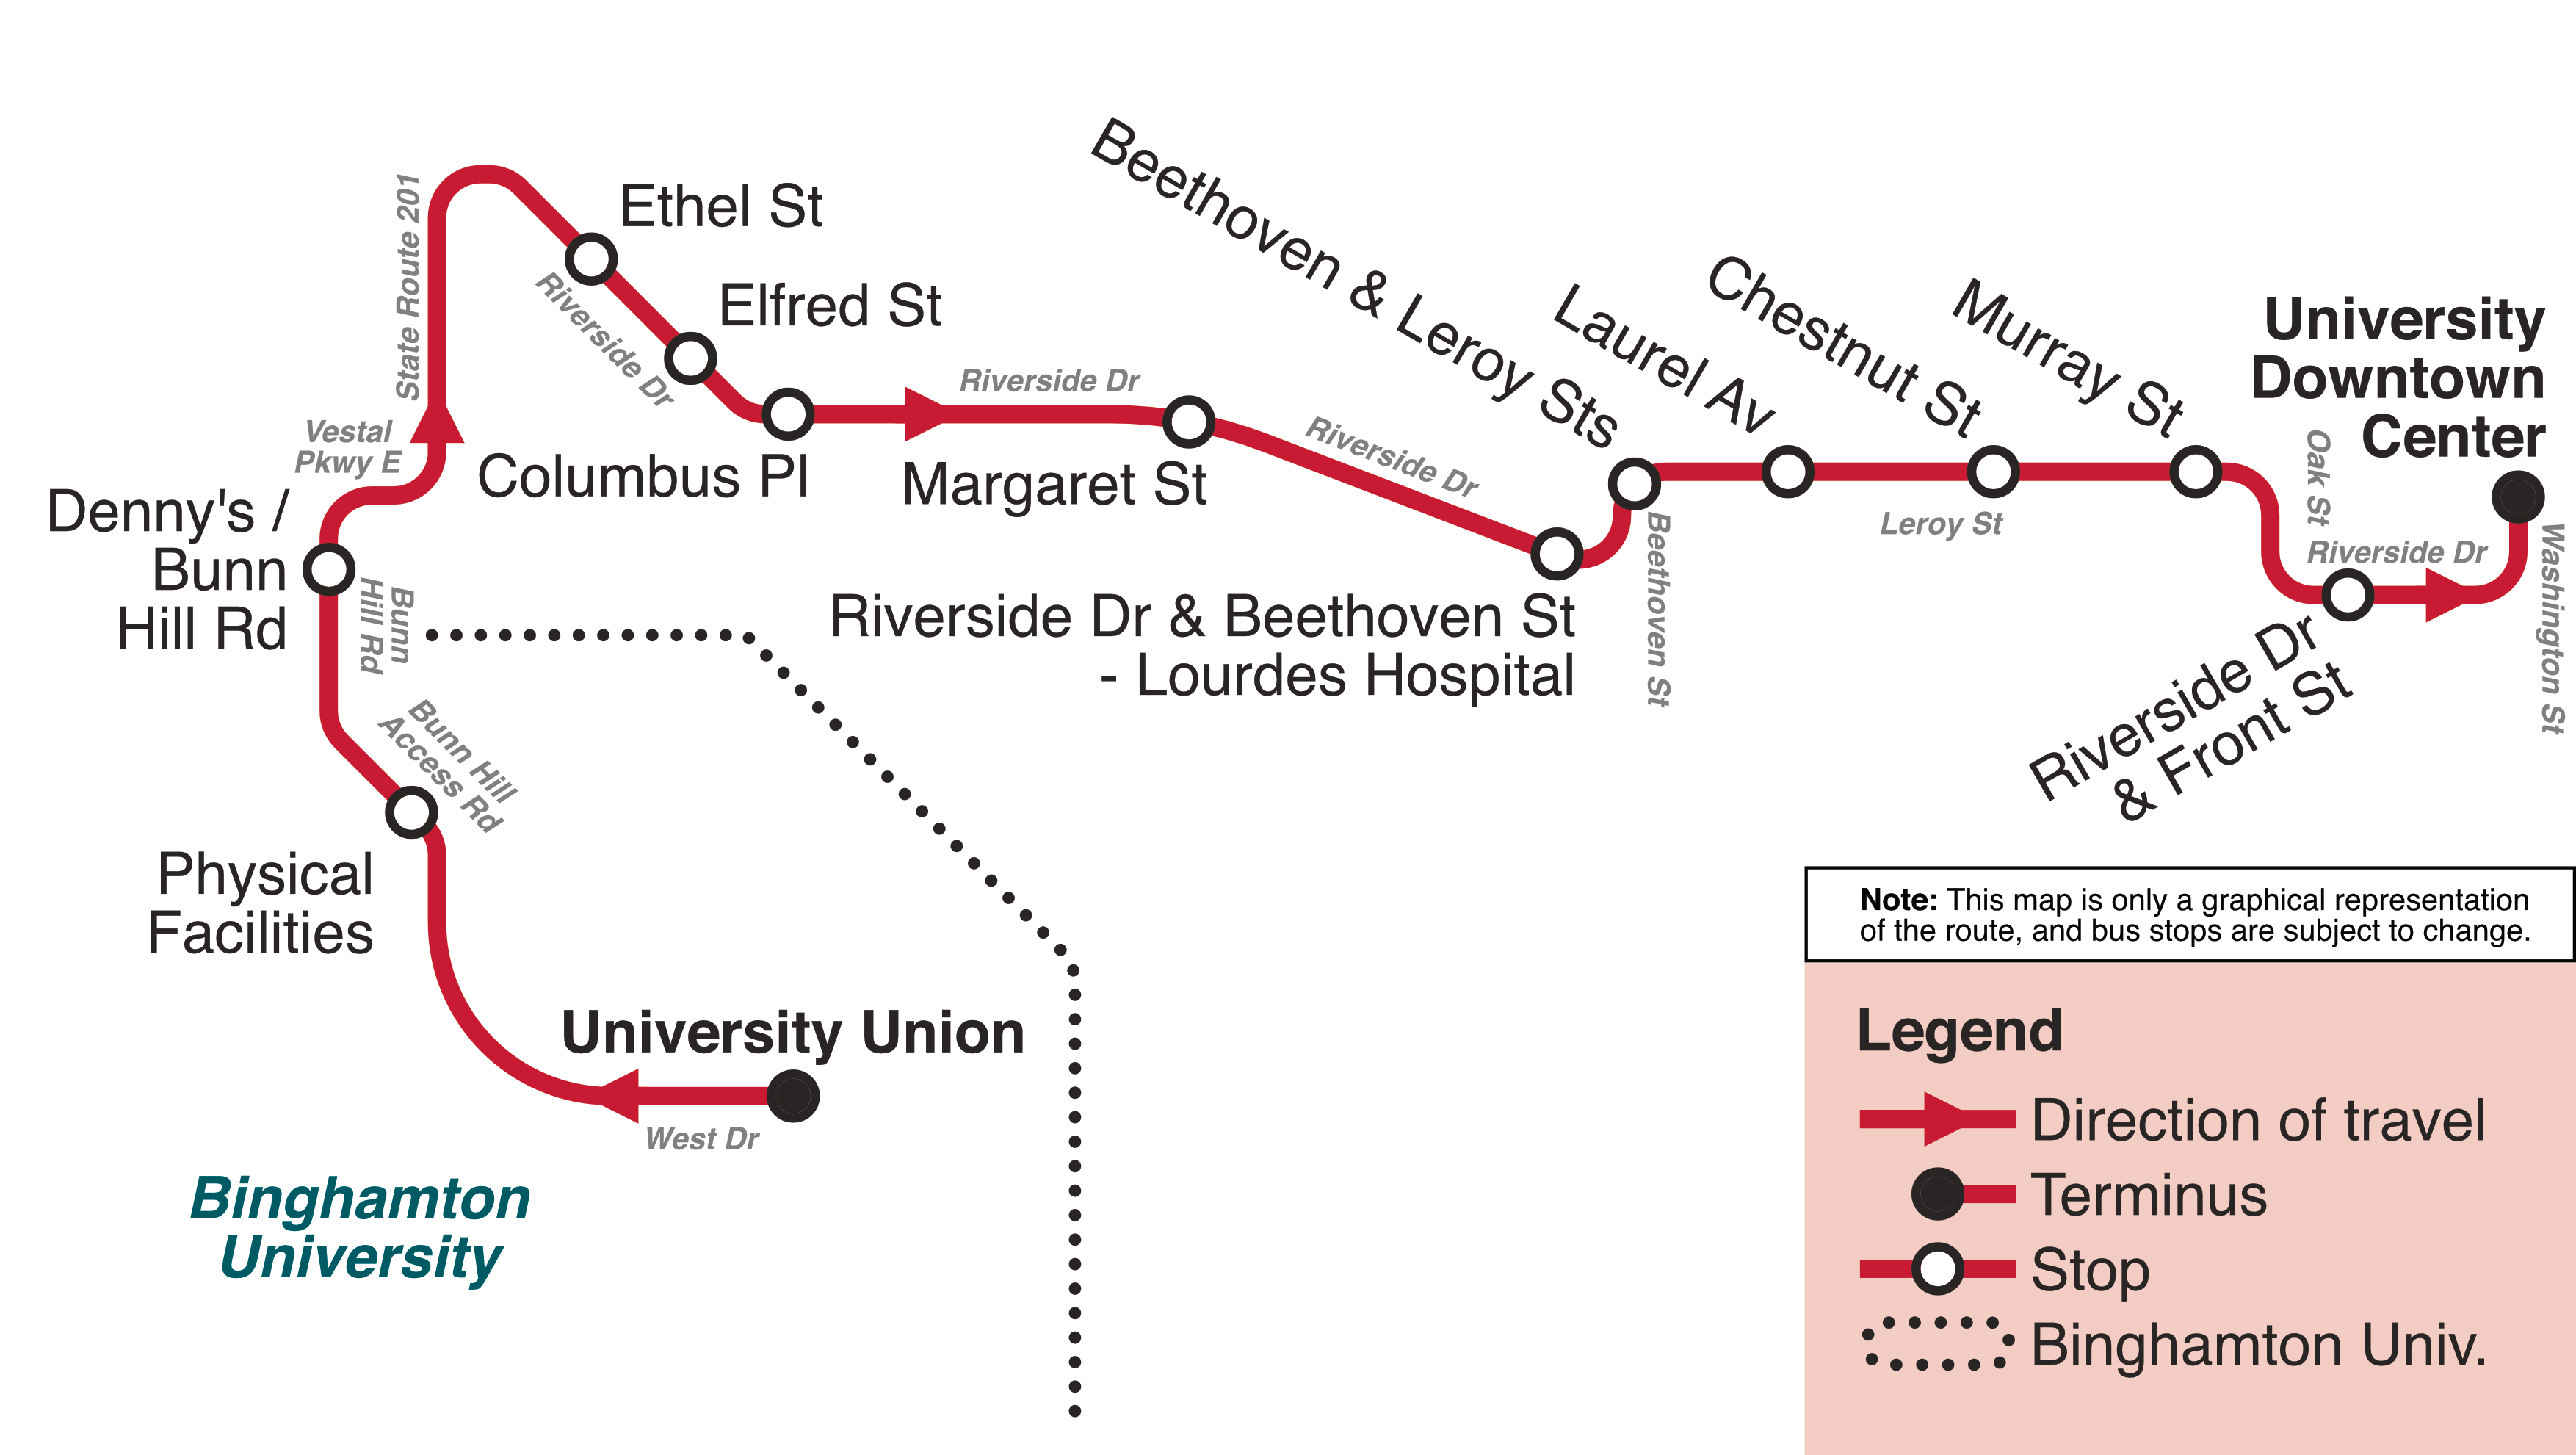 Ethel St
Elfred St
Columbus Pl
Margaret St
Beethoven & Leroy Sts
Laurel Av
Chestnut St
Murray St
University
Downtown
Center
State Route 201
Vestal
Pkwy E
Riverside Dr
Riverside Dr
Riverside Dr
Leroy St
Oak St
Riverside Dr
Washington St
Beethoven St
Denny's /
Bunn
Hill Rd
Bunn
Hill Rd
Riverside Dr & Beethoven St
- Lourdes Hospital
Riverside Dr
& Front St
Bunn Hill
Access Rd
Physical
Facilities
University Union
West Dr
Binghamton
University
Note: This map is only a graphical representation
of the route, and bus stops are subject to change.
Legend
Direction of travel
Terminus
Stop
Binghamton Univ.